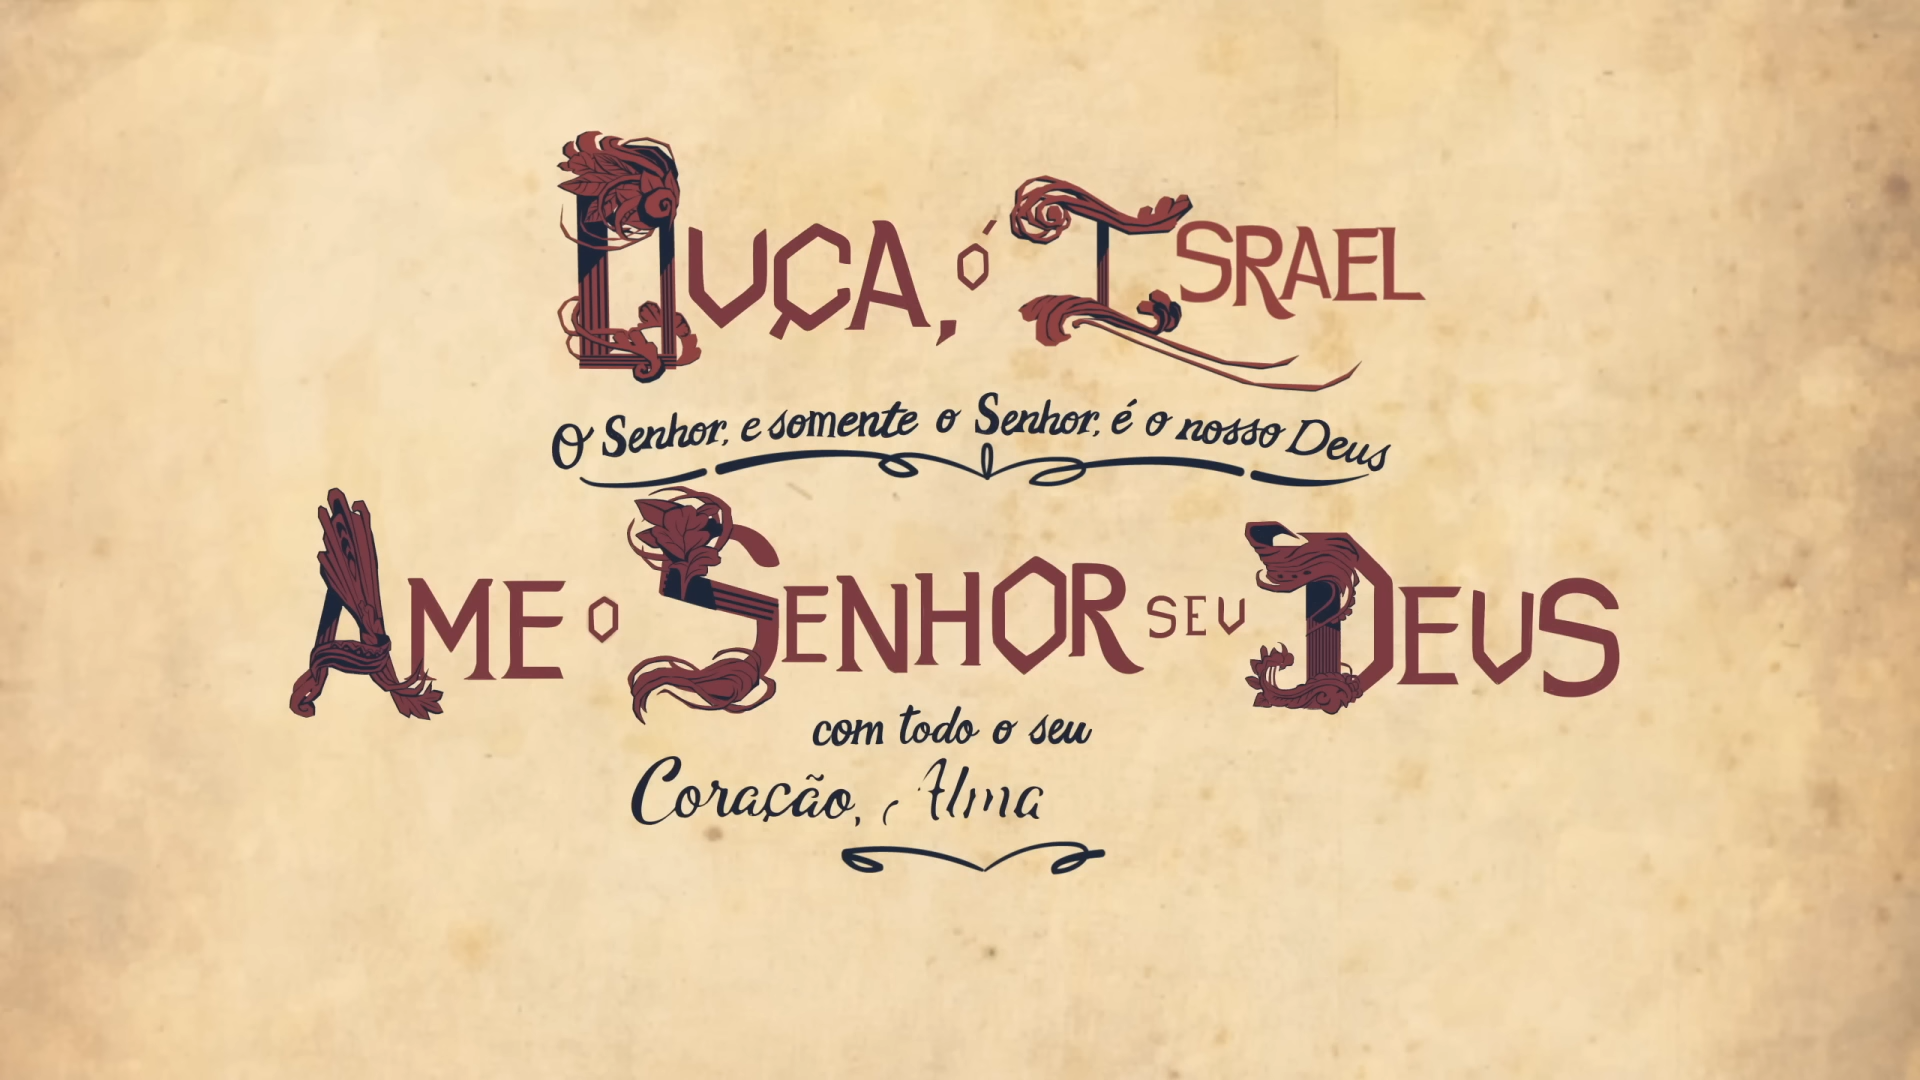 Ouça, ó Israel
O Senhor, e somente o Senhor, é o nosso Deus
Ame o Senhor seu Deus
com todo o seu
Coração, Alma